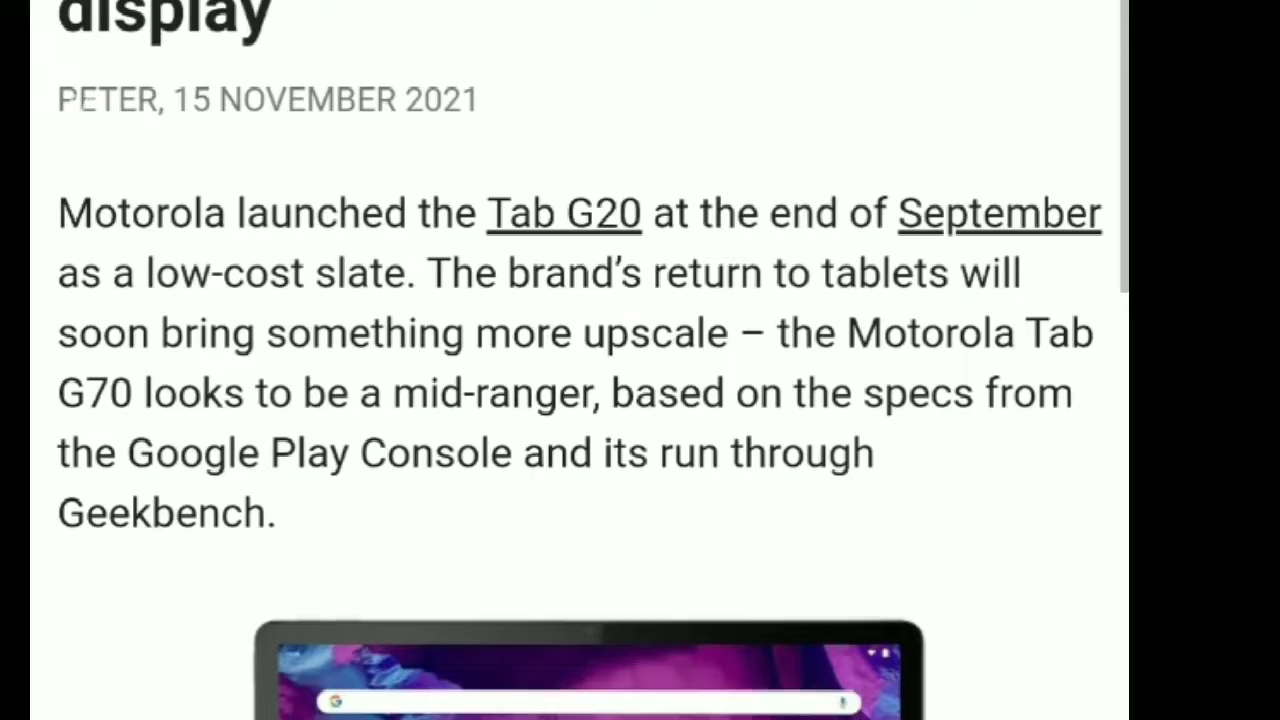 display
PETER, 15 NOVEMBER 2021
Motorola launched the Tab G20 at the end of September
as a low-cost slate. The brand’s return to tablets will
soon bring something more upscale – the Motorola Tab
G70 looks to be a mid-ranger, based on the specs from
the Google Play Console and its run through
Geekbench.